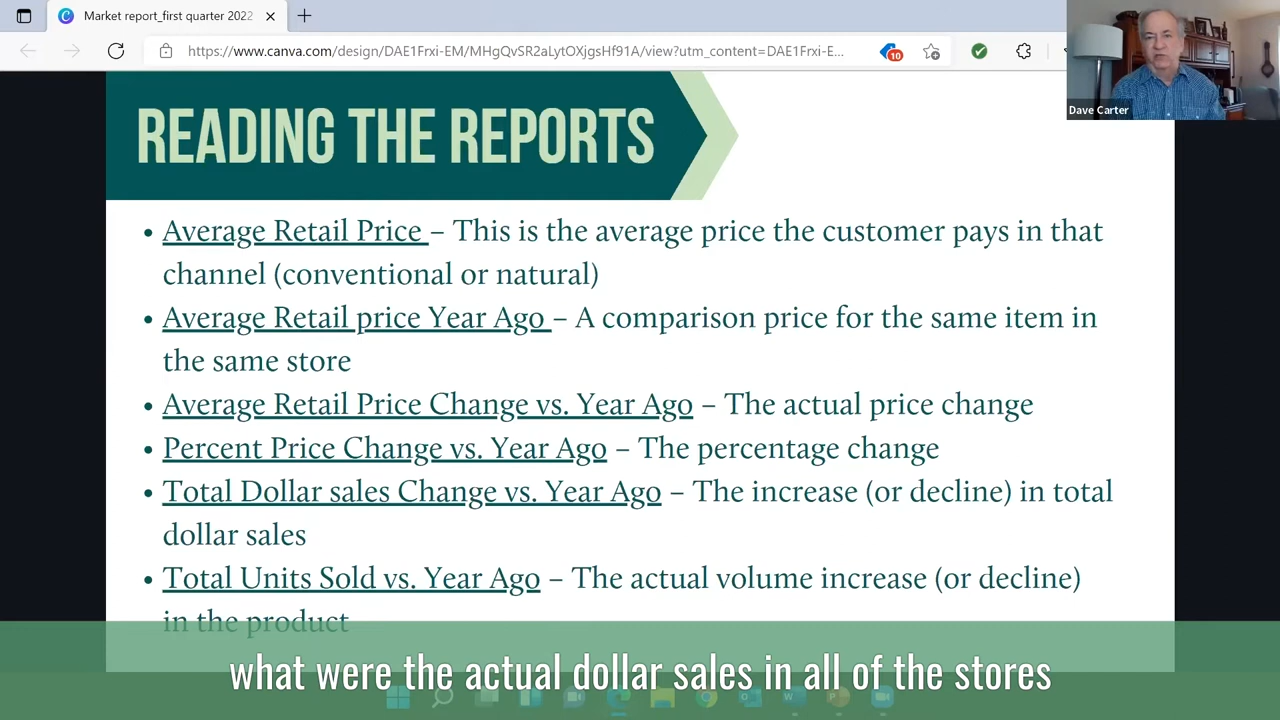 Market report_first quarter 2022
https://www.canva.com/design/DAE1Frxi-EM/MHgQvSR2aLytOXjgsHf91A/view?utm_content=DAE1Frxi-E...
10
Dave Carter
READING THE REPORTS
• Average Retail Price – This is the average price the customer pays in that
channel (conventional or natural)
• Average Retail price Year Ago – A comparison price for the same item in
the same store
• Average Retail Price Change vs. Year Ago – The actual price change
• Percent Price Change vs. Year Ago – The percentage change
• Total Dollar sales Change vs. Year Ago – The increase (or decline) in total
dollar sales
• Total Units Sold vs. Year Ago – The actual volume increase (or decline)
in the product
what were the actual dollar sales in all of the stores